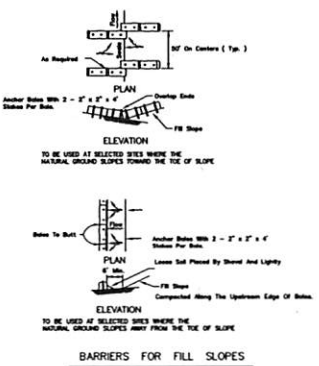 Flow
Swale
50' On Centers ( Typ. )
As Required
PLAN
Anchor Bales With 2 - 2" x 2" x 4'
Stakes Per Bale.
Overlap Ends
Fill Slope
ELEVATION
TO BE USED AT SELECTED SITES WHERE THE
NATURAL GROUND SLOPES TOWARD THE TOE OF SLOPE
Bales To Butt
Flow
Anchor Bales With 2 - 2" x 2" x 4'
Stakes Per Bale.
PLAN
6" Min.
Loose Soil Placed By Shovel And Lightly
Compacted Along The Upstream Edge Of Bales.
Fill Slope
ELEVATION
TO BE USED AT SELECTED SITES WHERE THE
NATURAL GROUND SLOPES AWAY FROM THE TOE OF SLOPE
BARRIERS FOR FILL SLOPES